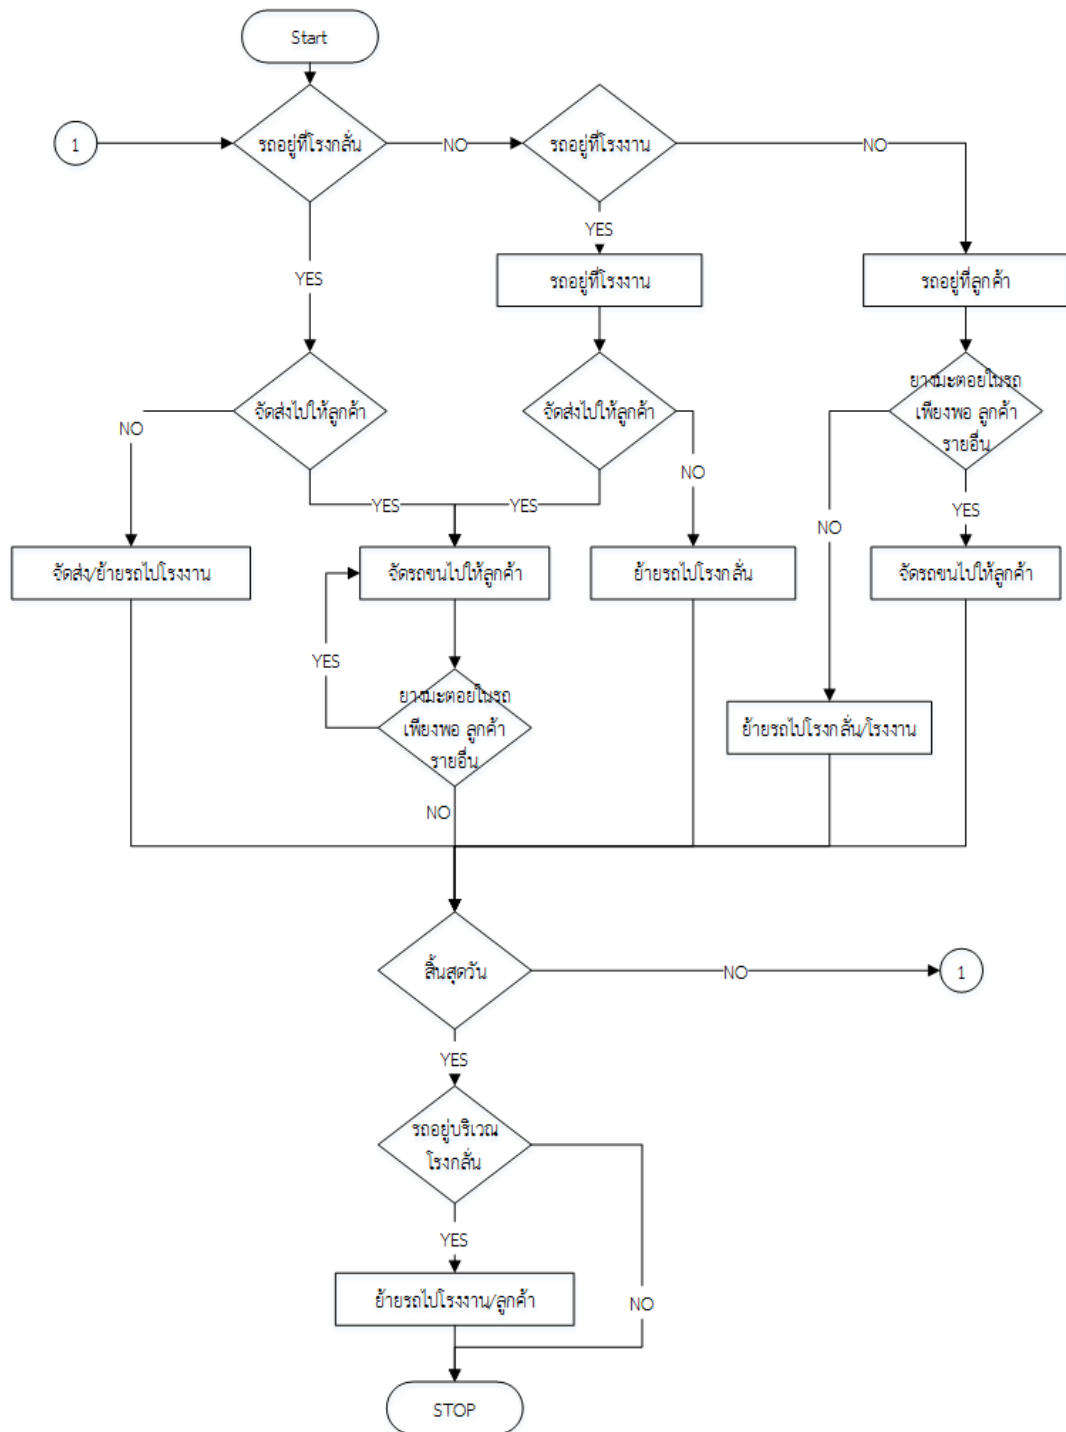 Start
1
รถอยู่ที่โรงกลั่น
NO
รถอยู่ที่โรงงาน
NO
YES
YES
รถอยู่ที่โรงงาน
รถอยู่ที่ลูกค้า
จัดส่งไปให้ลูกค้า
จัดส่งไปให้ลูกค้า
ยางมะตอยในรถ
เพียงพอ ลูกค้า
รายอื่น
NO
NO
YES
YES
YES
NO
จัดส่ง/ย้ายรถไปโรงงาน
จัดรถขนไปให้ลูกค้า
ย้ายรถไปโรงกลั่น
จัดรถขนไปให้ลูกค้า
YES
ยางมะตอยในรถ
เพียงพอ ลูกค้า
รายอื่น
ย้ายรถไปโรงกลั่น/โรงงาน
NO
สิ้นสุดวัน
NO
1
YES
รถอยู่บริเวณ
โรงกลั่น
YES
ย้ายรถไปโรงงาน/ลูกค้า
NO
STOP